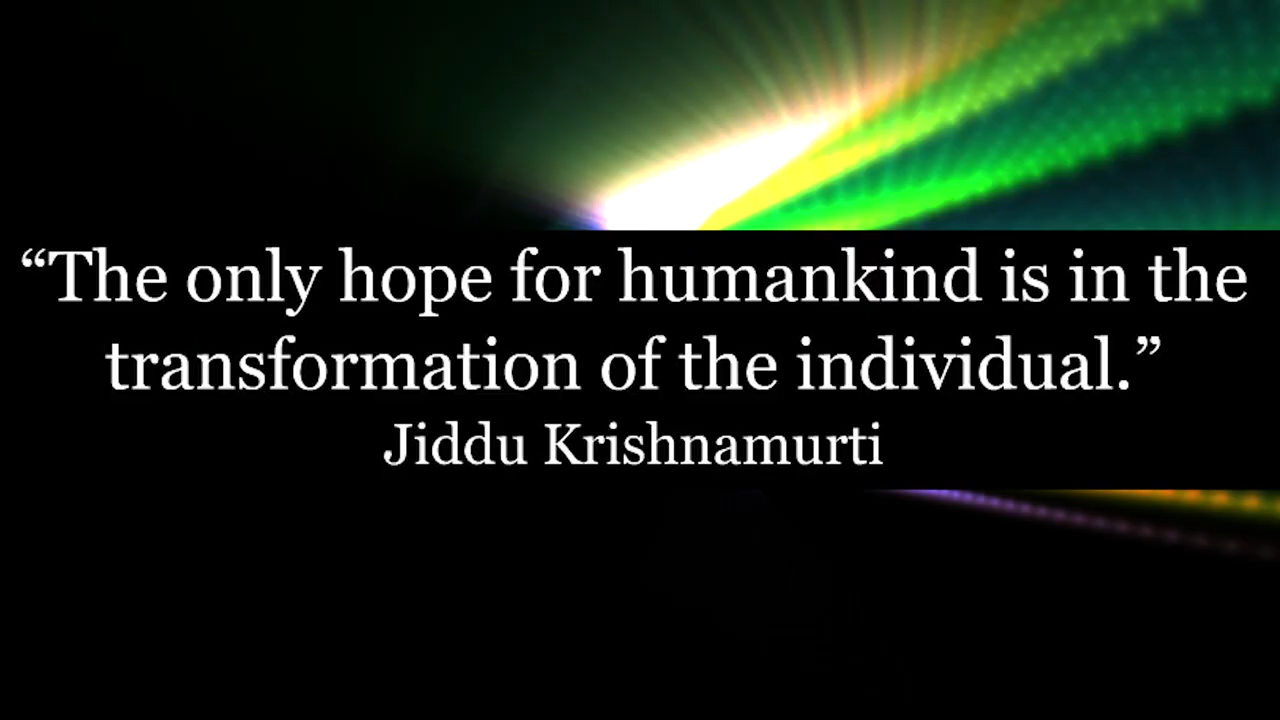 “The only hope for humankind is in the
transformation of the individual.”
Jiddu Krishnamurti